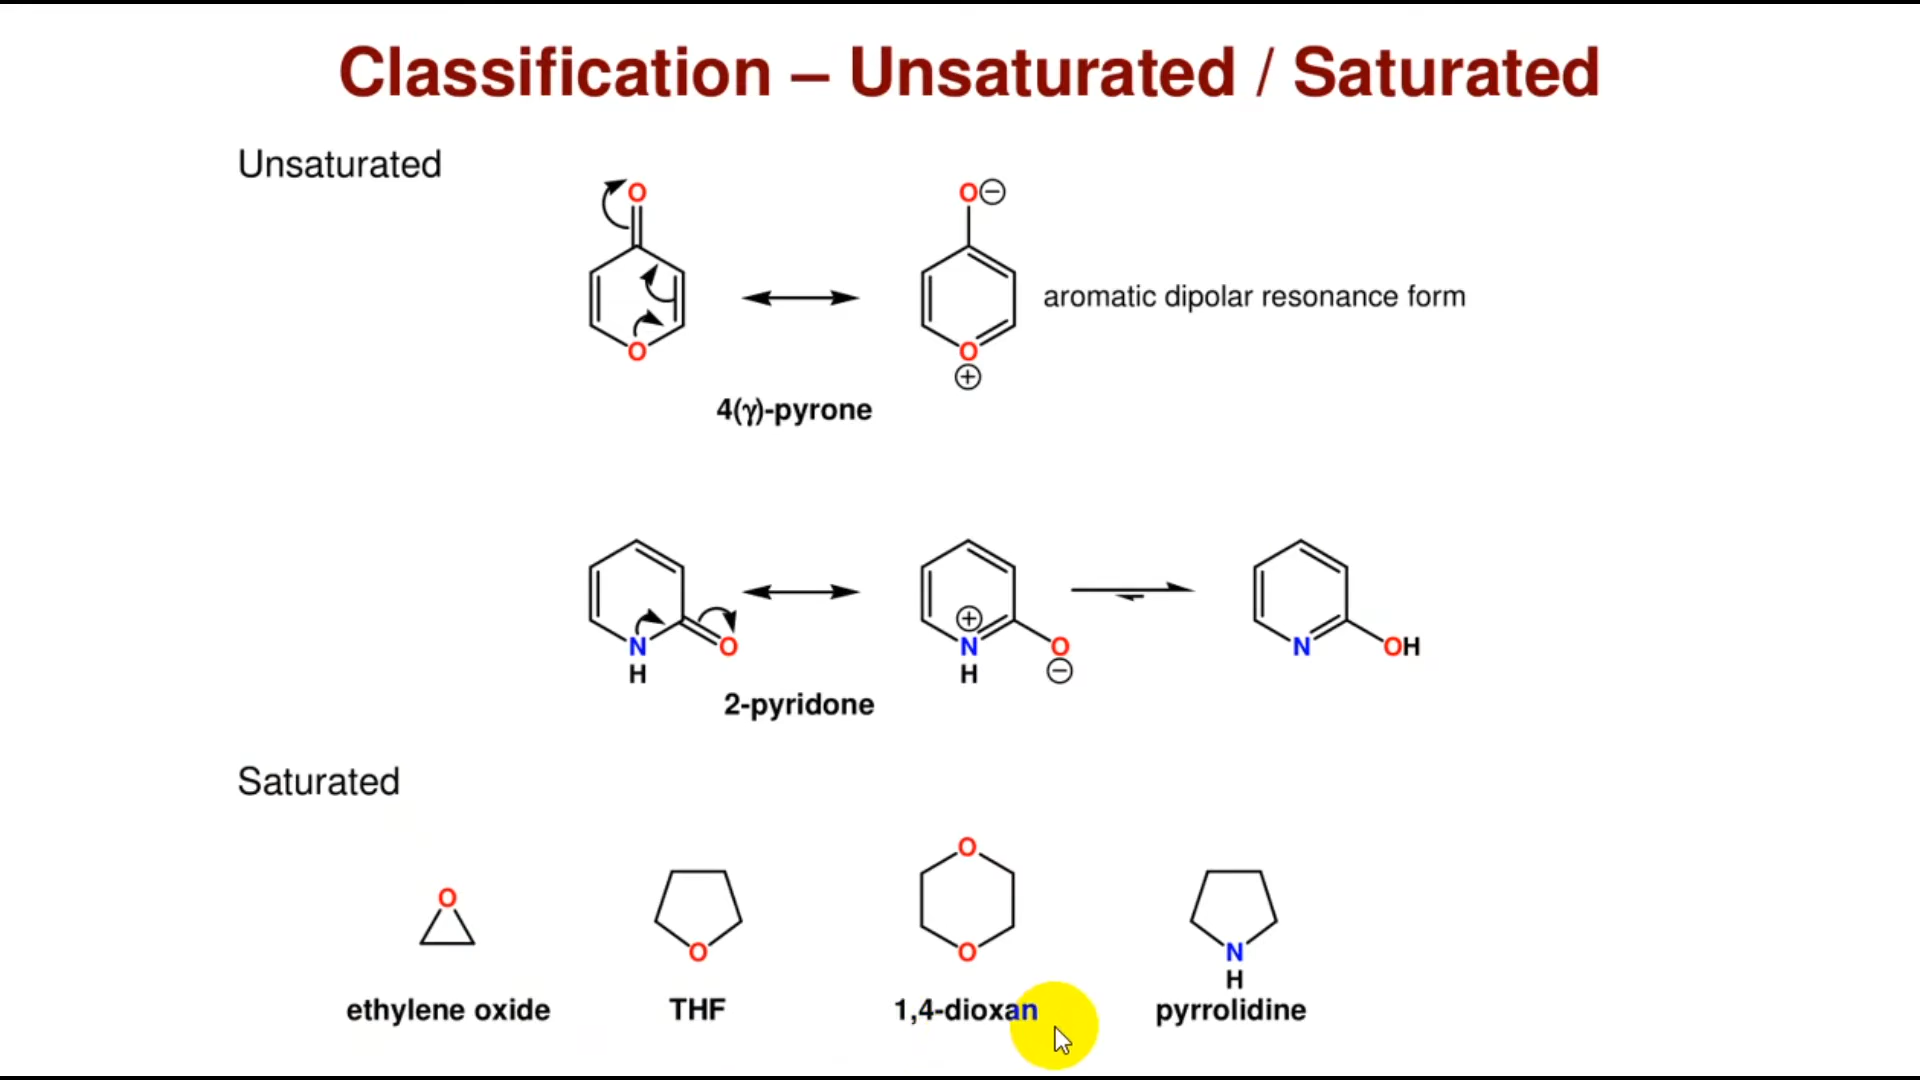 Classification – Unsaturated / Saturated
Unsaturated
O
O⊖
O
O
⊕
aromatic dipolar resonance form
4(γ)-pyrone
N
H
O
⊕
N
H
O
⊖
N
OH
2-pyridone
Saturated
O
O
O
O
N
H
ethylene oxide
THF
1,4-dioxan
pyrrolidine